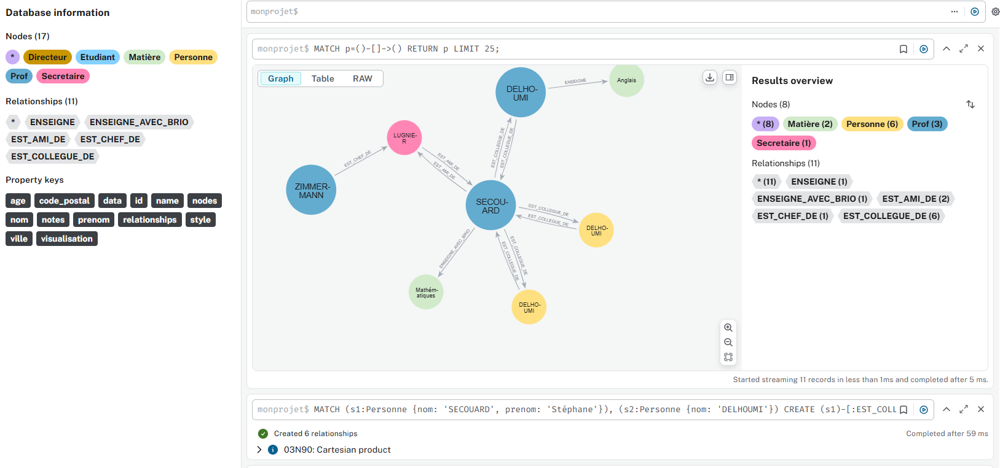 Database information
Nodes (17)
* Directeur Etudiant Matière Personne
Prof Secretaire
Relationships (11)
* ENSEIGNE ENSEIGNE_AVEC_BRIO
EST_AMI_DE EST_CHEF_DE
EST_COLLEGUE_DE
Property keys
age code_postal data id name nodes
nom notes prenom relationships style
ville visualisation
monprojet$
monprojet$ MATCH p=()-[]->() RETURN p LIMIT 25;
Graph Table RAW
DELHO-
UMI
ENSEIGNE
Anglais
LUGNIE-
R
EST_CHEF_DE
ZIMMER-
MANN
EST_AMI_DE
EST_AMI_DE
EST_COLLEGUE_DE
EST_COLLEGUE_DE
SECOU-
ARD
EST_COLLEGUE_DE
EST_COLLEGUE_DE
DELHO-
UMI
ENSEIGNE_AVEC_BRIO
EST_COLLEGUE_DE
EST_COLLEGUE_DE
Mathém-
atiques
DELHO-
UMI
Results overview
Nodes (8)
* (8) Matière (2) Personne (6) Prof (3)
Secretaire (1)
Relationships (11)
* (11) ENSEIGNE (1)
ENSEIGNE_AVEC_BRIO (1) EST_AMI_DE (2)
EST_CHEF_DE (1) EST_COLLEGUE_DE (6)
Started streaming 11 records in less than 1ms and completed after 5 ms.
monprojet$ MATCH (s1:Personne {nom: 'SECOUARD', prenom: 'Stéphane'}), (s2:Personne {nom: 'DELHOUMI'}) CREATE (s1)-[:EST_COLL
Created 6 relationships
Completed after 59 ms
03N90: Cartesian product